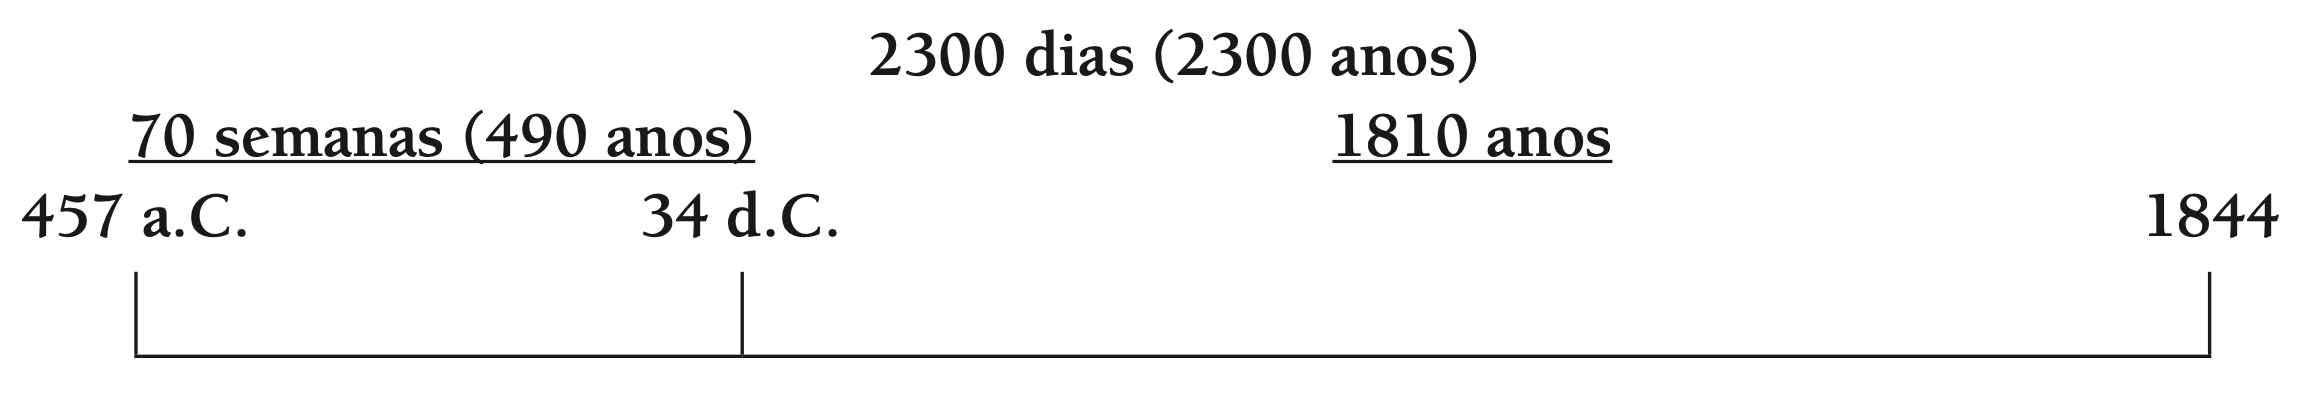 2300 dias (2300 anos)
70 semanas (490 anos) 1810 anos
457 a.C. 34 d.C. 1844